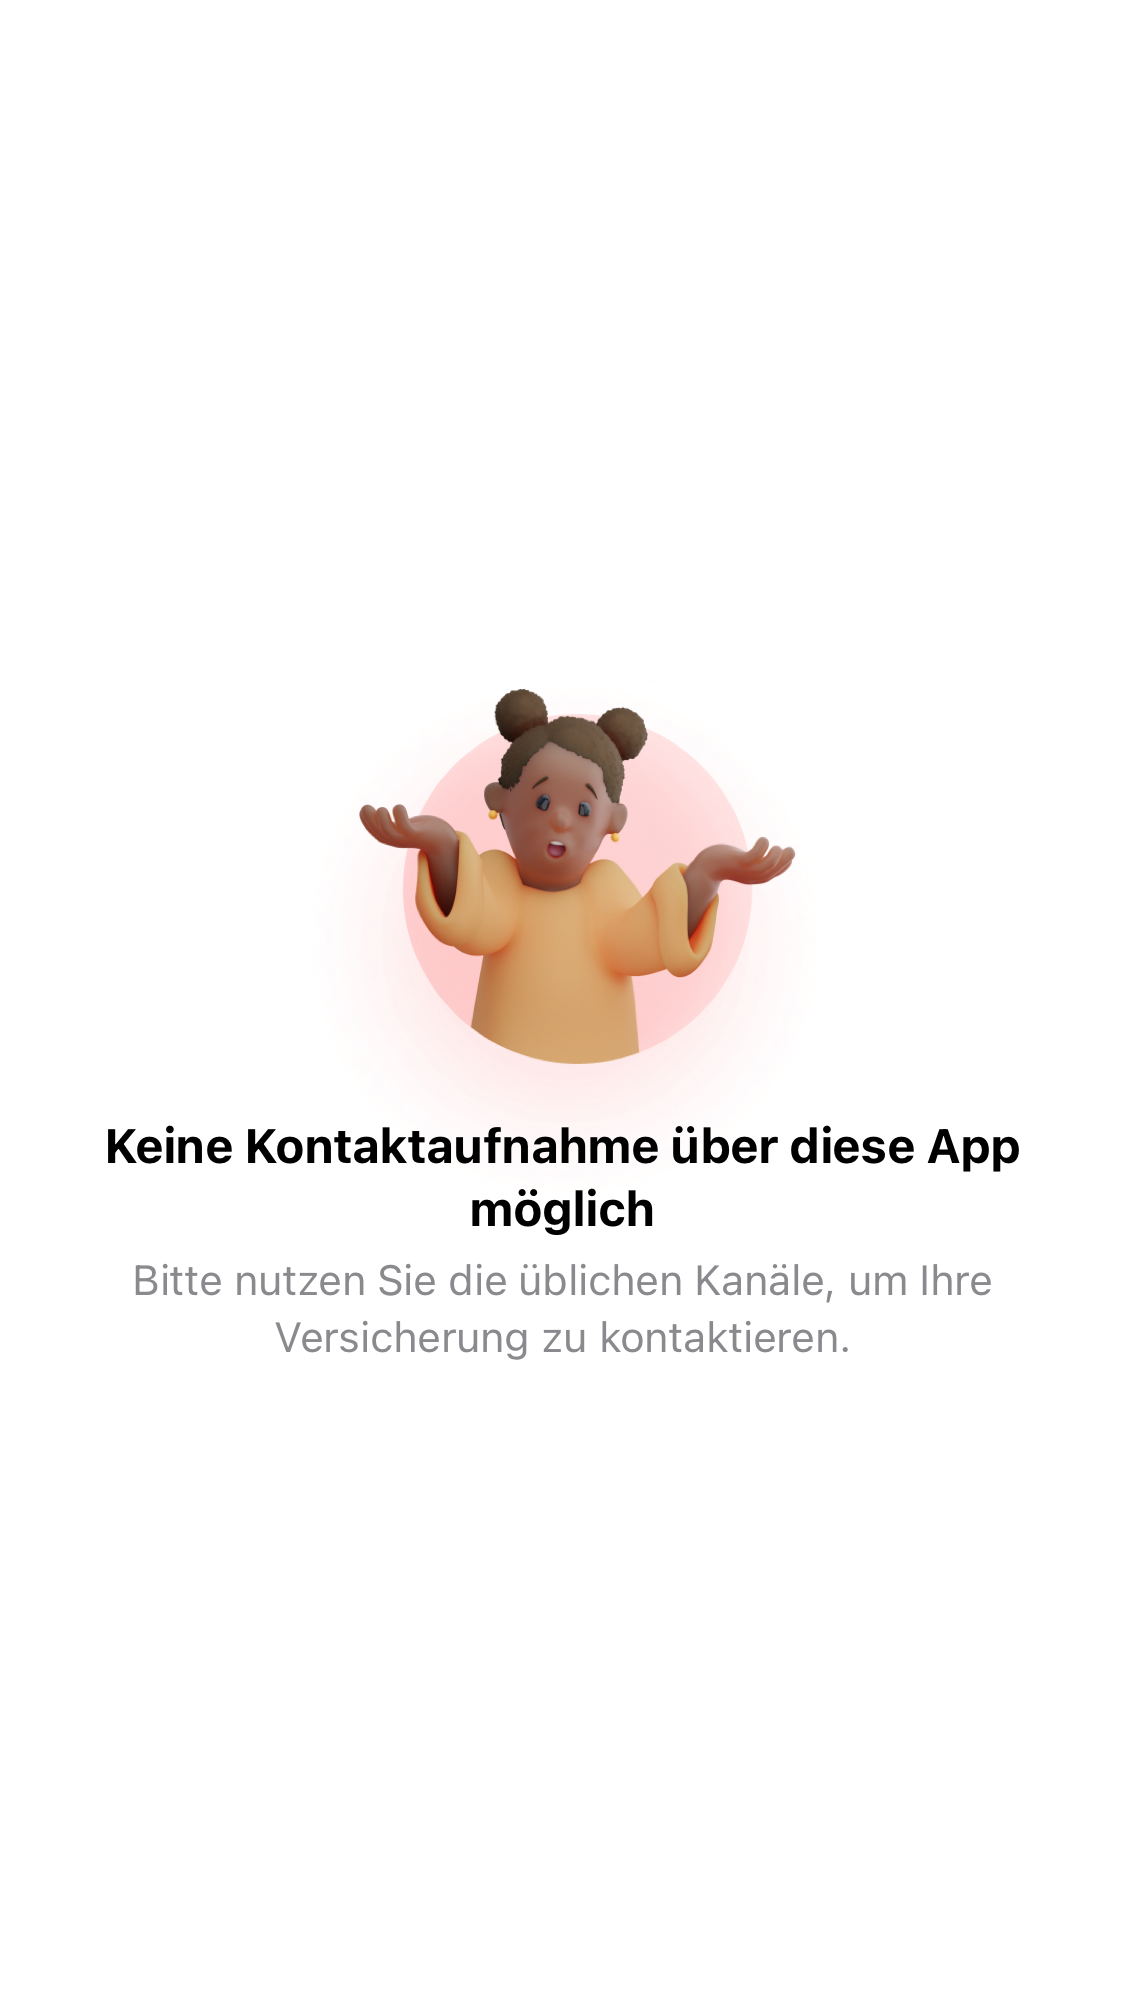 Keine Kontaktaufnahme über diese App
möglich
Bitte nutzen Sie die üblichen Kanäle, um Ihre
Versicherung zu kontaktieren.